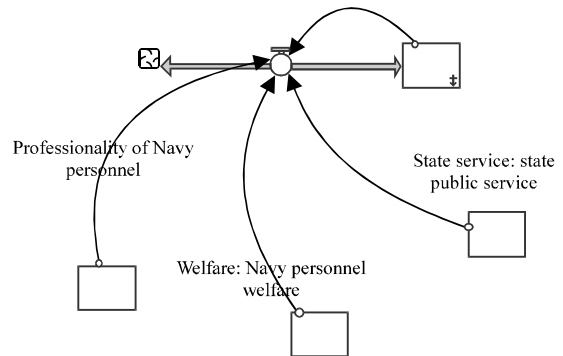 Professionality of Navy
personnel
State service: state
public service
Welfare: Navy personnel
welfare